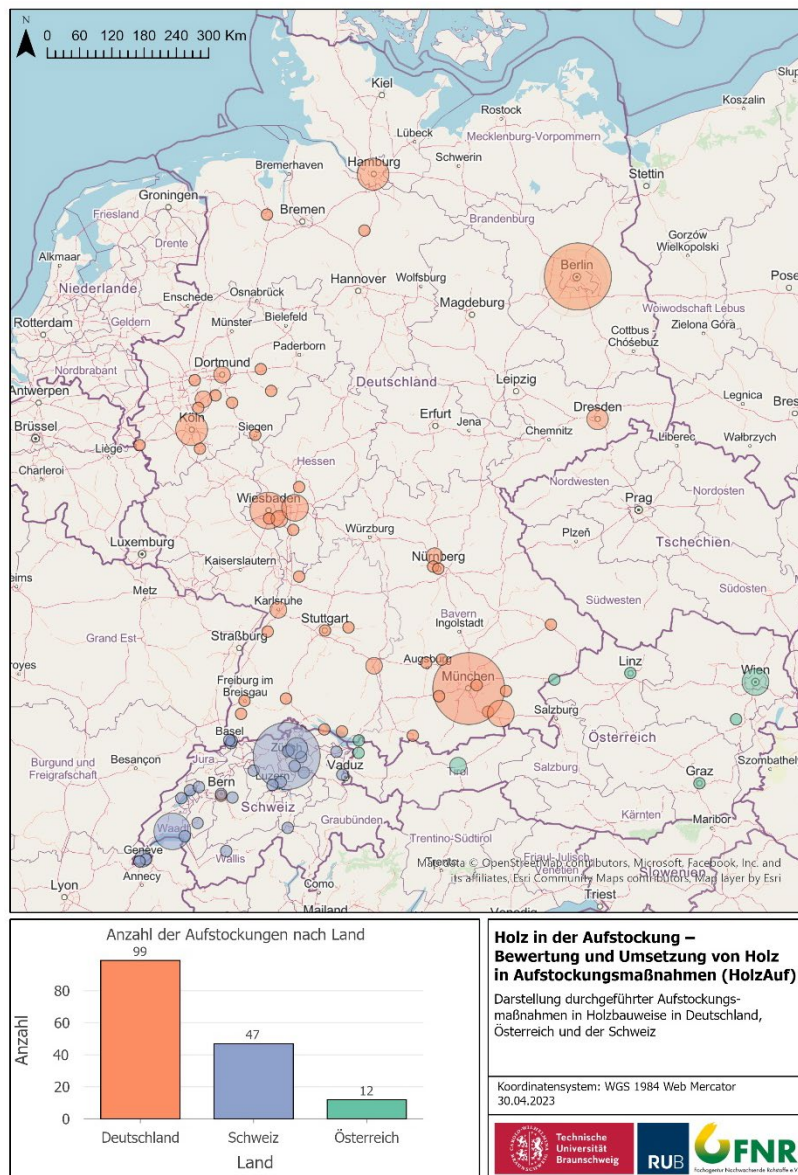 N
0 60 120 180 240 300 Km
Kiel
Rostock
Koszalin
Lübeck
Mecklenburg-Vorpommern
Hamburg
Schwerin
Bremerhaven
Stettin
Groningen
Friesland
Bremen
Brandenburg
Drente
Gorzów
Wielkopolski
Alkmaar
Berlin
Niederlande
Hannover
Wolfsburg
Enschede
Osnabrück
Magdeburg
Woiwodschaft Lebus
Rotterdam
Geldern
Münster
Bielefeld
Cottbus
Chóśebuz
Zielona Góra
Nordbrabant
Paderborn
Dortmund
Deutschland
Leipzig
Antwerpen
Legnica
Dresden
Köln
Erfurt
Jena
Brüssel
Siegen
Chemnitz
Liberec
Wałbrzych
Liège
Charleroi
Hessen
Nordwesten
Nordosten
Wiesbaden
Prag
Würzburg
Luxemburg
Plzeň
Tschechien
Kaiserslautern
Nürnberg
Metz
Südwesten
Südosten
Karlsruhe
Bayern
Grand Est
Stuttgart
Ingolstadt
Straßburg
Augsburg
Linz
Wien
München
Freiburg im
Breisgau
Salzburg
Basel
Österreich
Burgund und
Freigrafschaft
Besançon
Jura
Zürich
Vaduz
Luzern
Tirol
Salzburg
Graz
Szombathely
Bern
Schweiz
Graubünden
Kärnten
Maribor
Waadt
Genève
Wallis
Trentino-Südtirol
Annecy
Lyon
Como
Mailand
Triest
Slowenien
Map data © OpenStreetMap contributors, Microsoft, Facebook, Inc. and
its affiliates, Esri Community Maps contributors, Map layer by Esri
Anzahl der Aufstockungen nach Land
99
47
12
Anzahl
80
60
40
20
0
Deutschland Schweiz Österreich
Land
Holz in der Aufstockung –
Bewertung und Umsetzung von Holz
in Aufstockungsmaßnahmen (HolzAuf)
Darstellung durchgeführter Aufstockungs-
maßnahmen in Holzbauweise in Deutschland,
Österreich und der Schweiz
Koordinatensystem: WGS 1984 Web Mercator
30.04.2023
Technische
Universität
Braunschweig
RUB
FNR
Fachagentur Nachwachsende Rohstoffe e.V.